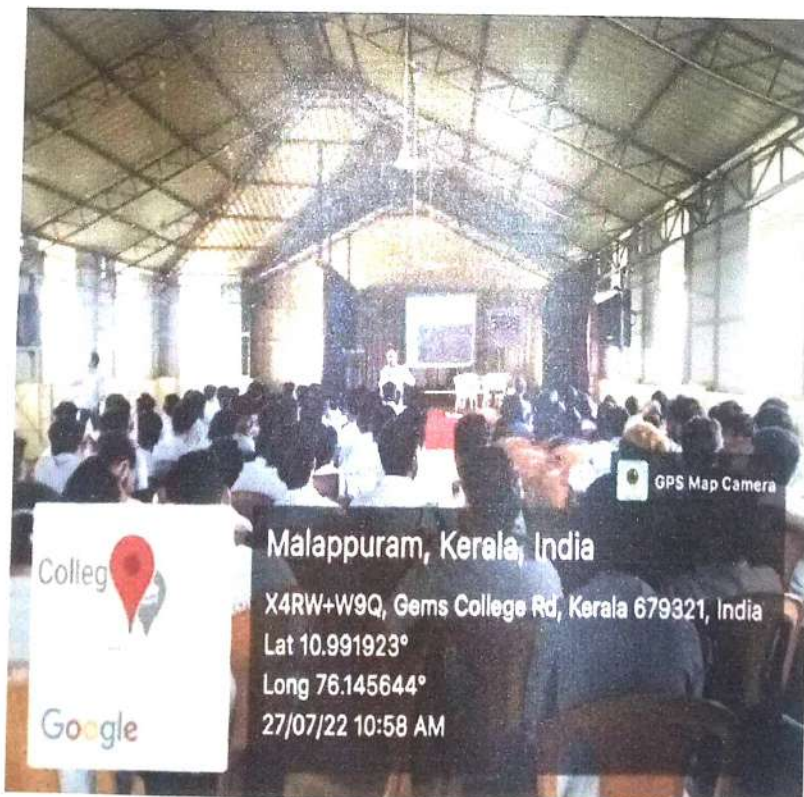 GPS Map Camera
Malappuram, Kerala, India
Colleg
X4RW+W9Q, Gems College Rd, Kerala 679321, India
Lat 10.991923°
Long 76.145644°
Google
27/07/22 10:58 AM